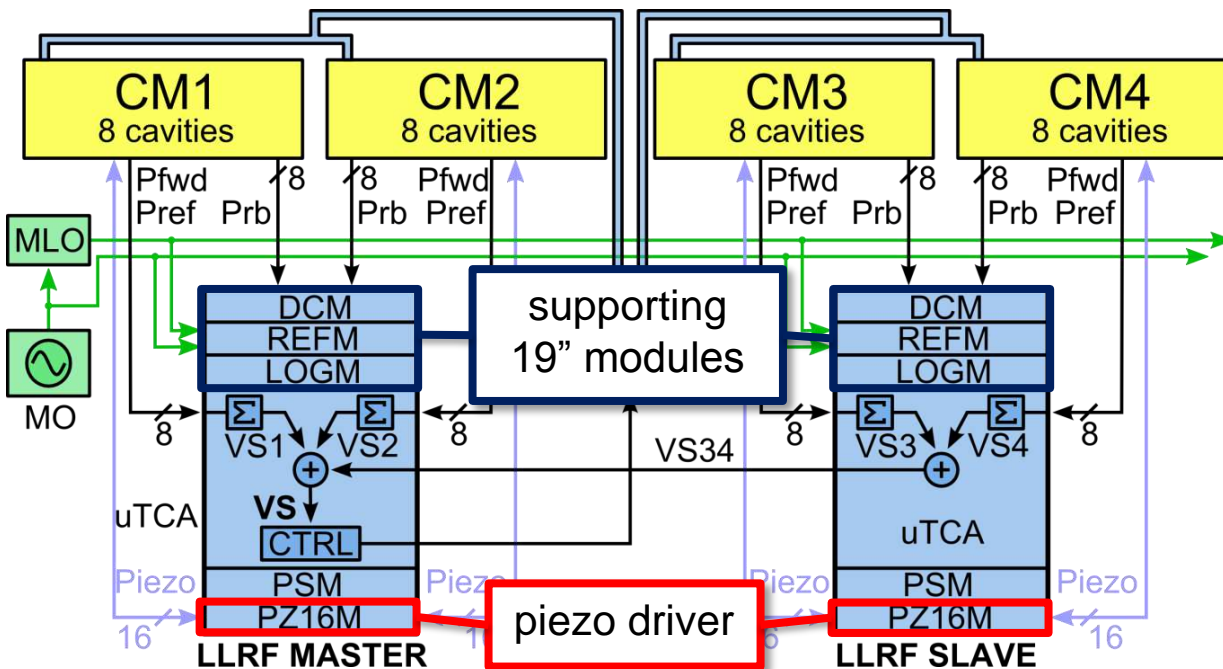 CM1
8 cavities
CM2
8 cavities
CM3
8 cavities
CM4
8 cavities
Pfwd
Pref
Prb
8
8
Prb
Pfwd
Pref
Pfwd
Pref
Prb
8
8
Prb
Pfwd
Pref
MLO
MO
DCM
REFM
LOGM
supporting
19” modules
DCM
REFM
LOGM
8
Σ
VS1
Σ
VS2
8
+
VS
CTRL
uTCA
VS34
8
Σ
VS3
Σ
VS4
8
+
uTCA
Piezo
16
PSM
PZ16M
Piezo
piezo driver
Piezo
PSM
PZ16M
Piezo
16
LLRF MASTER
LLRF SLAVE